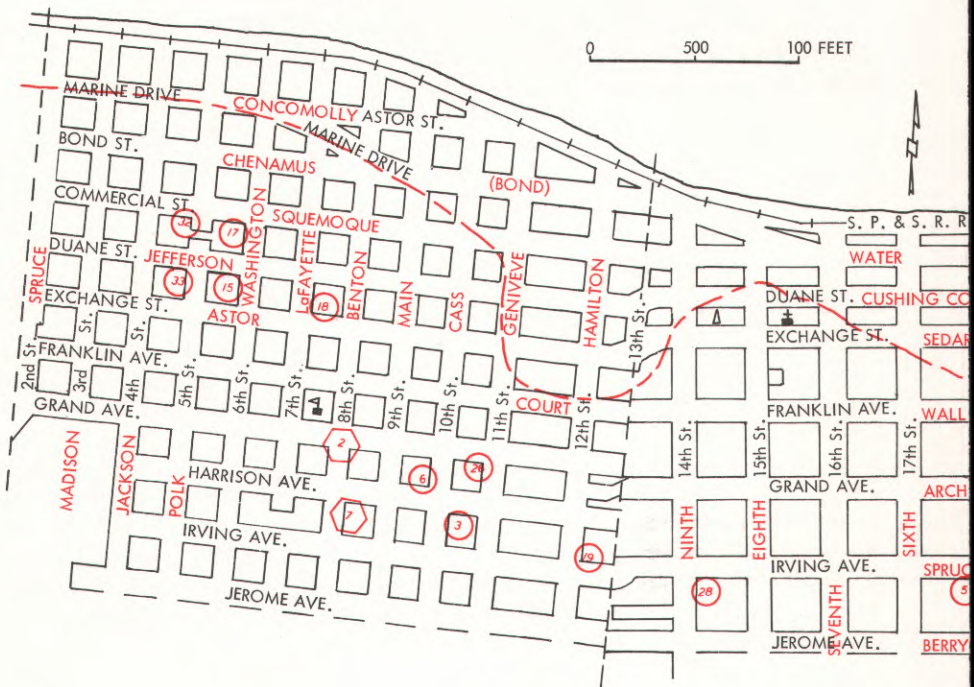 0 500 100 FEET
MARINE DRIVE
CONCOMOLLY ASTOR ST.
MARINE DRIVE
BOND ST.
CHENAMUS
(BOND)
COMMERCIAL ST
SQUEMOQUE
32
17
WASHINGTON
S. P. & S. R. R
DUANE ST.
JEFFERSON
WATER
SPRUCE
33
15
LaFAYETTE
18
BENTON
MAIN
CASS
GENIVEVE
HAMILTON
13th St.
DUANE ST. CUSHING CO
EXCHANGE ST.
ASTOR
EXCHANGE ST.
SEDAR
FRANKLIN AVE.
2nd St.
3rd St.
4th St.
5th St.
6th St.
7th St.
8th St.
9th St.
10th St.
11th St.
12th St.
COURT
FRANKLIN AVE.
WALL
GRAND AVE.
14th St.
15th St.
16th St.
17th St.
2
HARRISON AVE.
6
26
GRAND AVE.
ARCH
MADISON
JACKSON
POLK
7
3
IRVING AVE.
19
NINTH
EIGHTH
SEVENTH
SIXTH
IRVING AVE.
SPRUC
28
5
JEROME AVE.
JEROME AVE.
BERRY